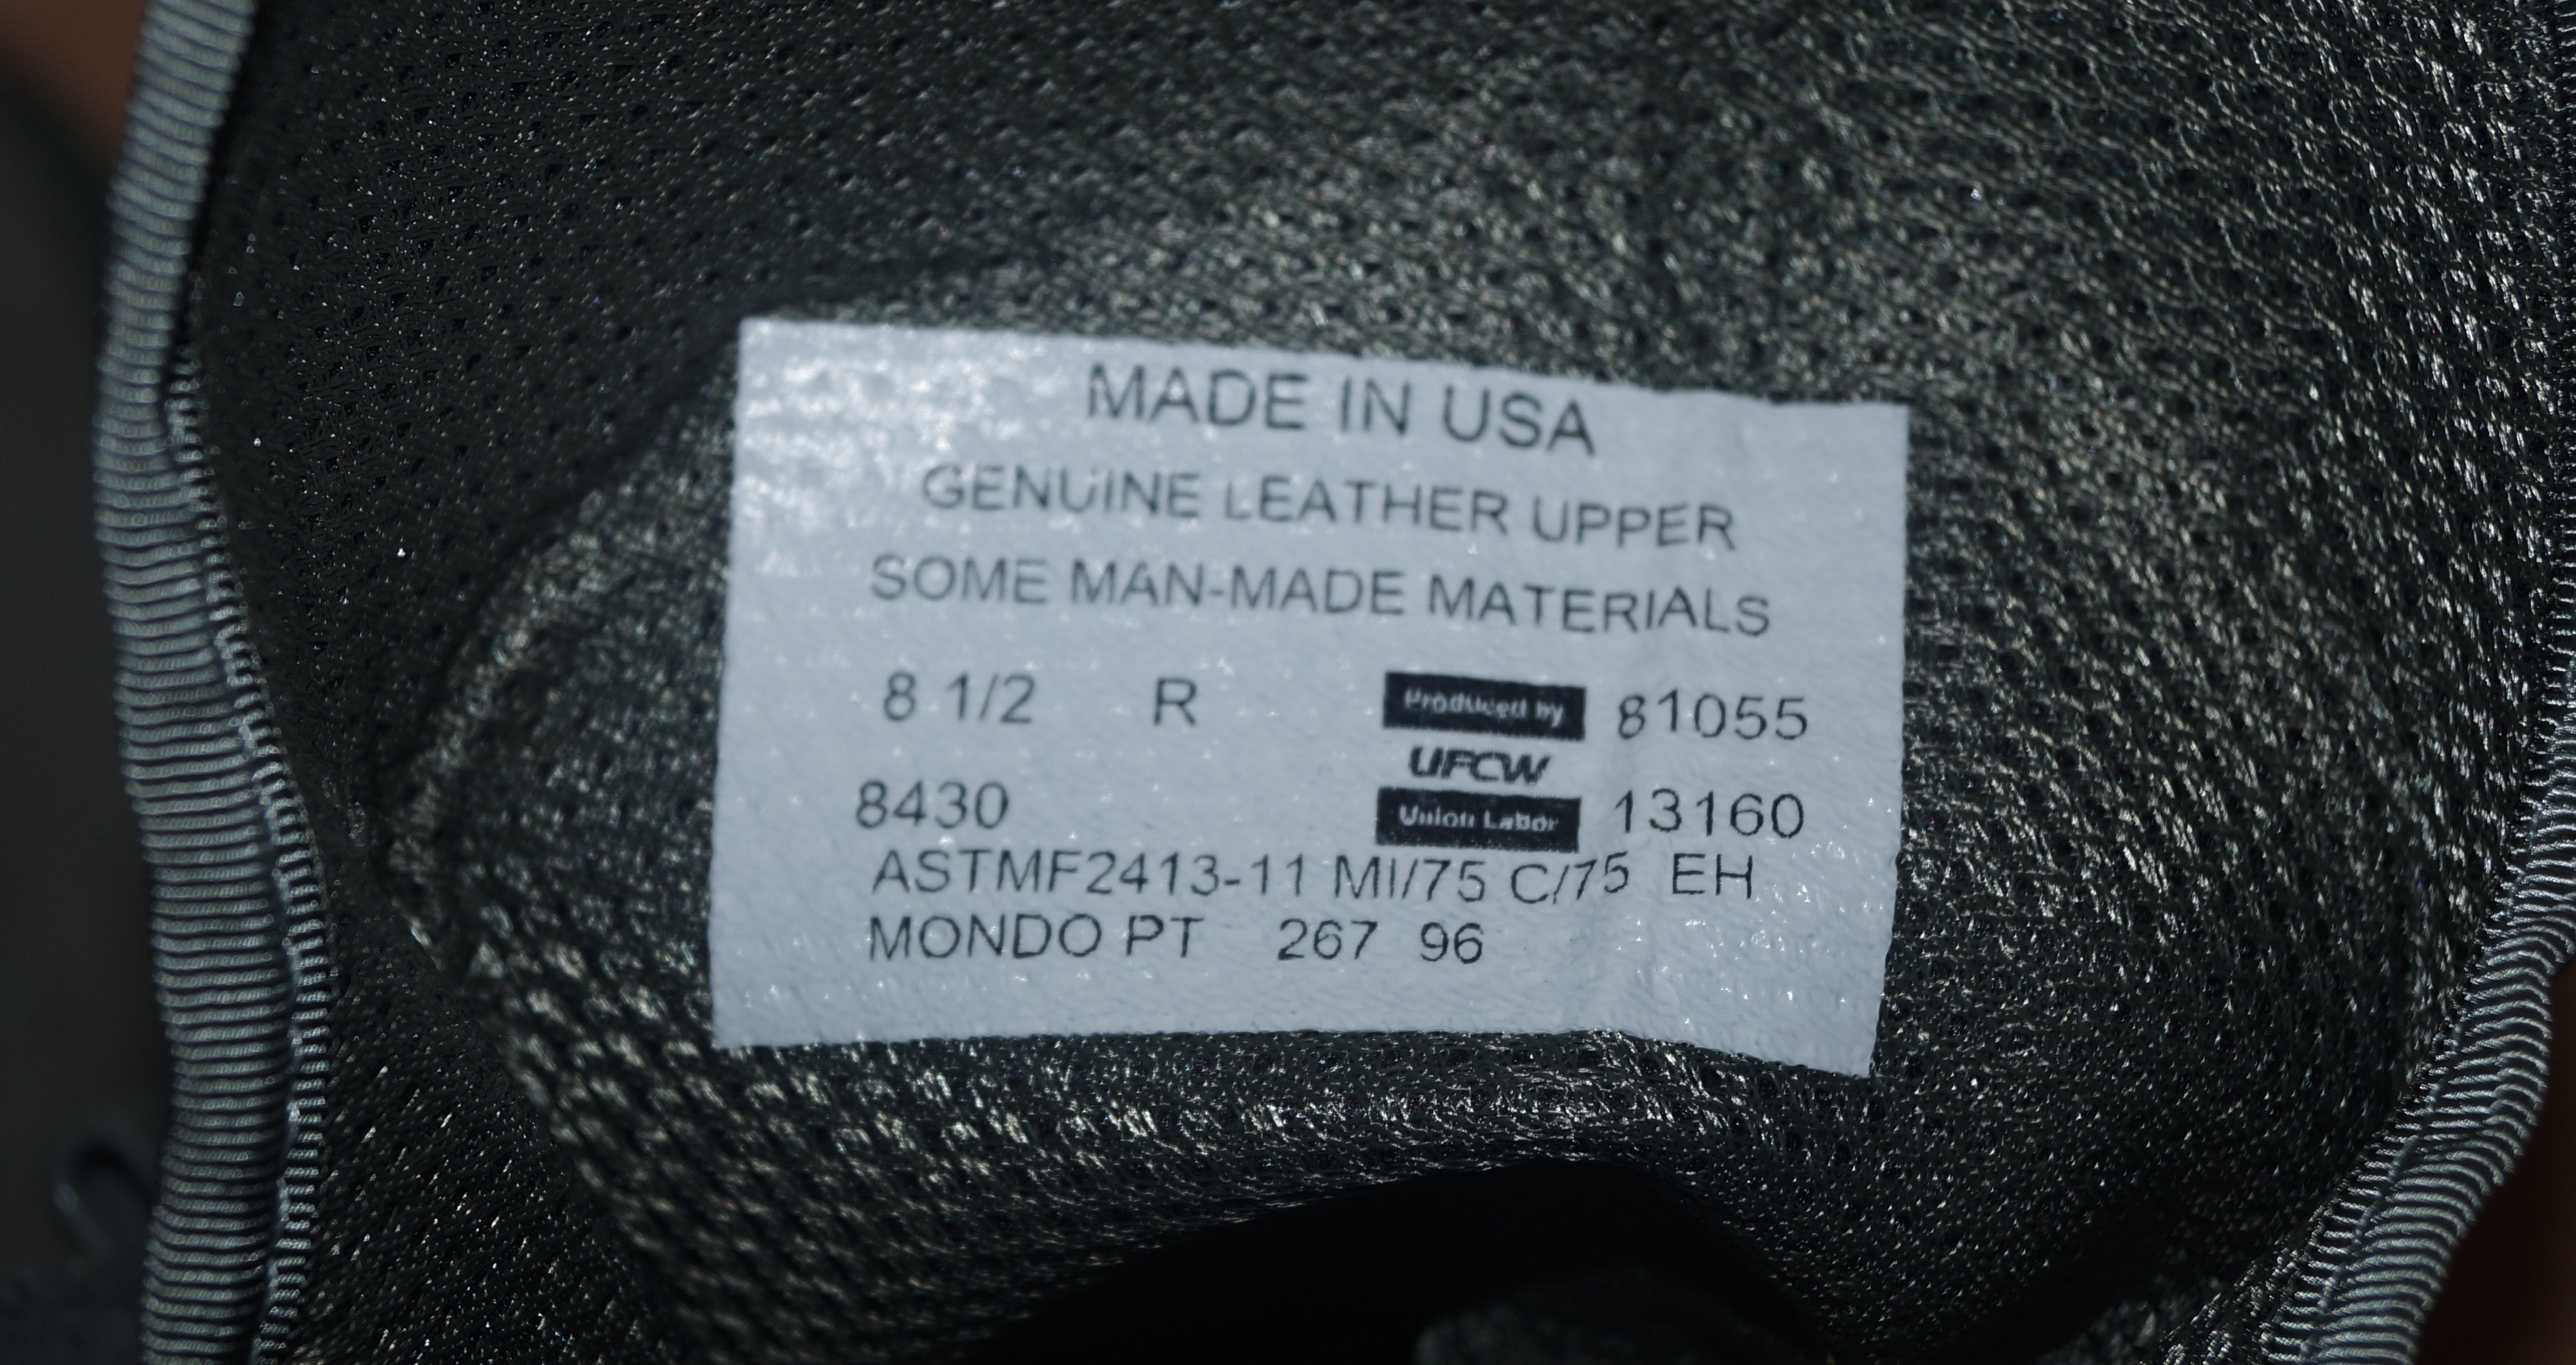 MADE IN USA
GENUINE LEATHER UPPER
SOME MAN-MADE MATERIALS
8 1/2 R Produced by 81055
UFCW
8430 Union Labor 13160
ASTMF2413-11 MI/75 C/75 EH
MONDO PT 267 96